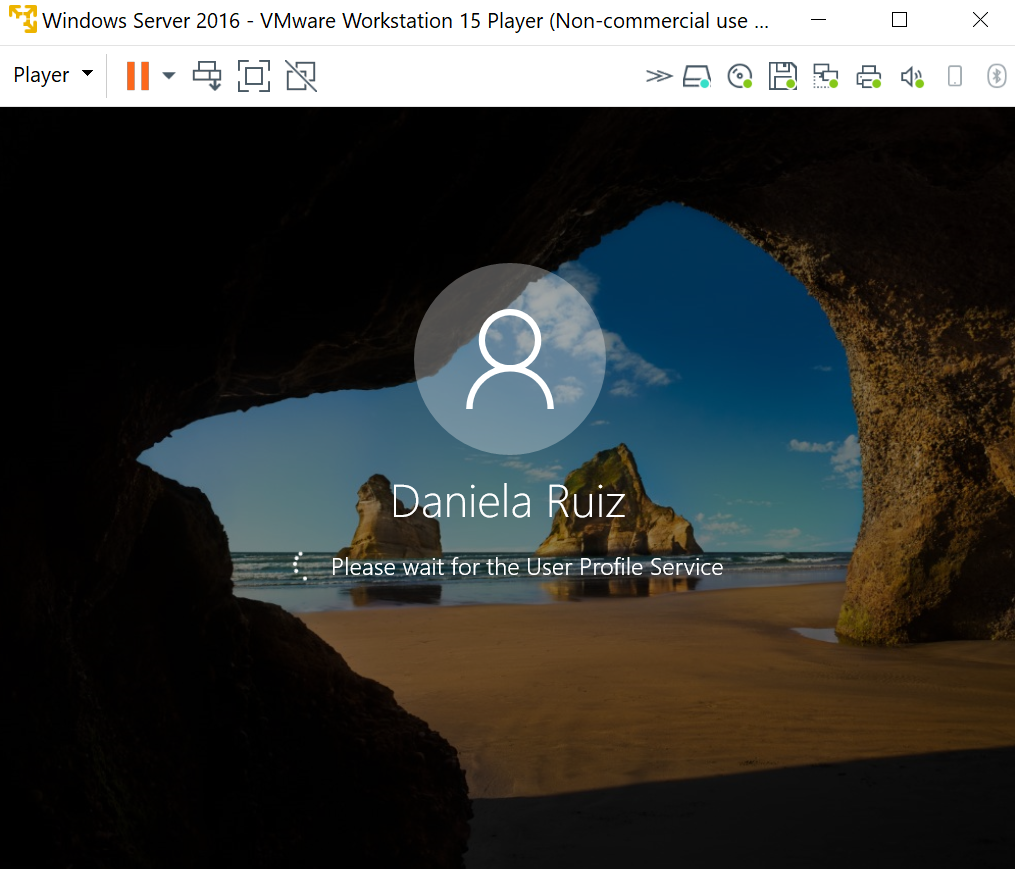 Windows Server 2016 - VMware Workstation 15 Player (Non-commercial use ...
Player
Daniela Ruiz
Please wait for the User Profile Service